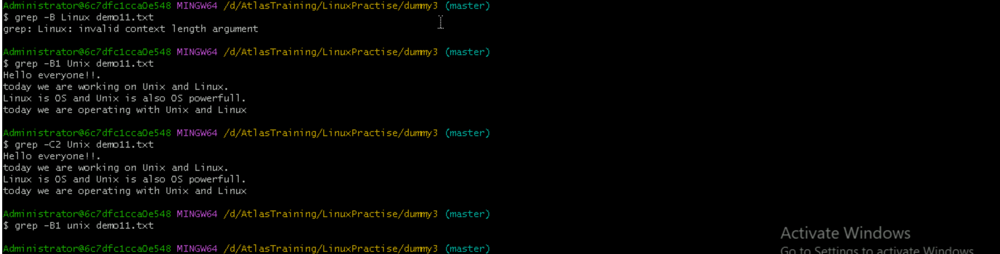 Administrator@6c7dfc1cca0e548 MINGW64 /d/AtlasTraining/LinuxPractise/dummy3 (master)
$ grep -B Linux demo11.txt
grep: Linux: invalid context length argument
Administrator@6c7dfc1cca0e548 MINGW64 /d/AtlasTraining/LinuxPractise/dummy3 (master)
$ grep -B1 Unix demo11.txt
Hello everyone!!.
today we are working on Unix and Linux.
Linux is OS and Unix is also OS powerfull.
today we are operating with Unix and Linux
Administrator@6c7dfc1cca0e548 MINGW64 /d/AtlasTraining/LinuxPractise/dummy3 (master)
$ grep -C2 Unix demo11.txt
Hello everyone!!.
today we are working on Unix and Linux.
Linux is OS and Unix is also OS powerfull.
today we are operating with Unix and Linux
Administrator@6c7dfc1cca0e548 MINGW64 /d/AtlasTraining/LinuxPractise/dummy3 (master)
$ grep -B1 unix demo11.txt
Administrator@6c7dfc1cca0e548 MINGW64 /d/AtlasTraining/LinuxPractise/dummy3 (master)
Activate Windows
Go to Settings to activate Windows